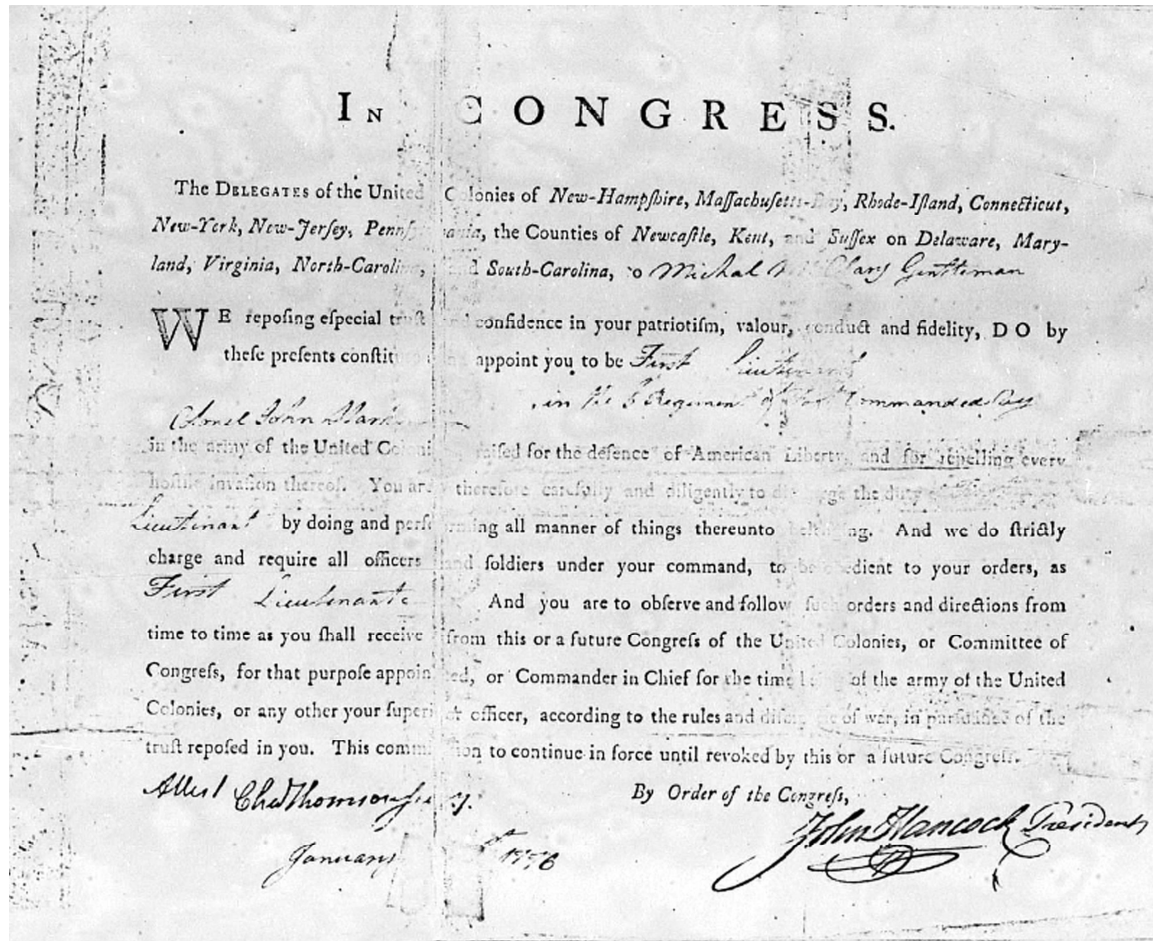 IN CONGRESS.
The DELEGATES of the United Colonies of New-Hampſhire, Maſſachuſetts-Bay, Rhode-Iſland, Connecticut,
New-York, New-Jerſey, Pennſylvania, the Counties of Newcaſtle, Kent, and Suſſex on Delaware, Mary-
land, Virginia, North-Carolina, and South-Carolina, to Michal McClary Gentleman
WE repoſing eſpecial truſt and confidence in your patriotiſm, valour, conduct and fidelity, DO by
theſe preſents conſtitute and appoint you to be Firſt Lieutenant
in the 5 Regiment of Foot Commanded by
Colonel John Stark
in the army of the United Colonies, raiſed for the defence of American Liberty, and for repelling every
hoſtile invaſion thereof. You are therefore carefully and diligently to diſcharge the duty of
Lieutenant by doing and performing all manner of things thereunto belonging. And we do ſtrictly
charge and require all officers and ſoldiers under your command, to be obedient to your orders, as
Firſt Lieutenant And you are to obſerve and follow ſuch orders and directions from
time to time as you ſhall receive from this or a future Congreſs of the United Colonies, or Committee of
Congreſs, for that purpoſe appointed, or Commander in Chief for the time being of the army of the United
Colonies, or any other your ſuperior officer, according to the rules and diſcipline of war, in purſuance of the
truſt repoſed in you. This commiſſion to continue in force until revoked by this or a future Congreſs.
By Order of the Congreſs,
Atteſt Chas Thomson Secy.
John Hancock Preſident
January 1776